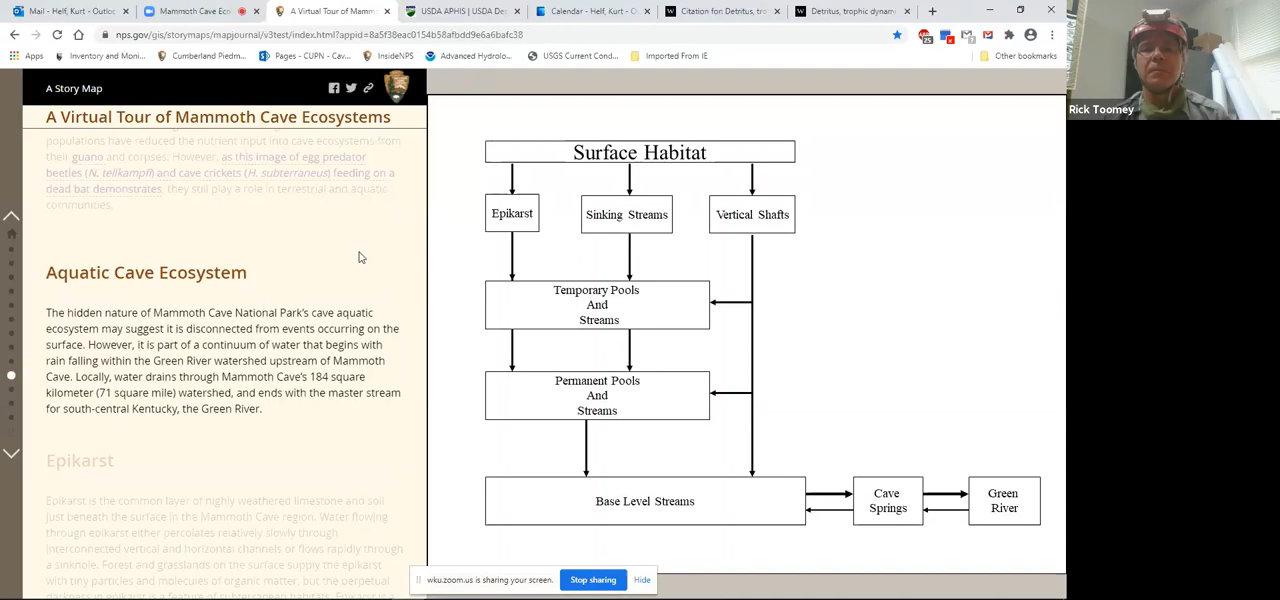 Mail - Helf, Kurt - Outloo
Mammoth Cave Eco
A Virtual Tour of Mamm
USDA APHIS | USDA De
Calendar - Helf, Kurt - O
Citation for: Detritus, tro
Detritus, trophic dynam
nps.gov/gis/storymaps/mapjournal/v3test/index.html?appid=8a5f38eac0154b58afbdd9e6a6bafc38
Apps
Inventory and Moni...
Cumberland Piedm...
Pages - CUPN - Cav...
InsideNPS
Advanced Hydrolo...
USGS Current Cond...
Imported From IE
Other bookmarks
Rick Toomey
A Story Map
A Virtual Tour of Mammoth Cave Ecosystems
populations have reduced the nutrient input into cave ecosystems from
their guano and corpses. However, as this image of egg predator
beetles (N. tellkampfi) and cave crickets (H. subterraneus) feeding on a
dead bat demonstrates, they still play a role in terrestrial and aquatic
communities.
Aquatic Cave Ecosystem
The hidden nature of Mammoth Cave National Park's cave aquatic
ecosystem may suggest it is disconnected from events occurring on the
surface. However, it is part of a continuum of water that begins with
rain falling within the Green River watershed upstream of Mammoth
Cave. Locally, water drains through Mammoth Cave's 184 square
kilometer (71 square mile) watershed, and ends with the master stream
for south-central Kentucky, the Green River.
Epikarst
Epikarst is the common layer of highly weathered limestone and soil
just beneath the surface in the Mammoth Cave region. Water flowing
through epikarst either percolates relatively slowly through
interconnected vertical and horizontal channels or flows rapidly through
a sinkhole. Forest and grasslands on the surface supply the epikarst
with tiny particles and molecules of organic matter, but the perpetual
darkness in epikarst is a feature of subterranean habitats. Epikarst is a
Surface Habitat
Epikarst
Sinking Streams
Vertical Shafts
Temporary Pools
And
Streams
Permanent Pools
And
Streams
Base Level Streams
Cave
Springs
Green
River
wku.zoom.us is sharing your screen.
Stop sharing
Hide